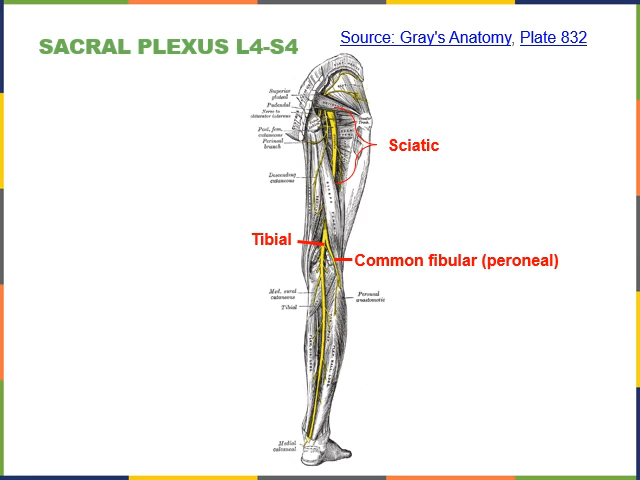 SACRAL PLEXUS L4-S4
Source: Gray's Anatomy, Plate 832
Superior
gluteal
Pudendal
Nerve to
obturator internus
Post. fem.
cutaneous
Perineal
branch
Sciatic
Descending
cutaneous
Tibial
Common fibular (peroneal)
Med. sural
cutaneous
Peroneal
anastomotic
Tibial
Medial
calcaneal